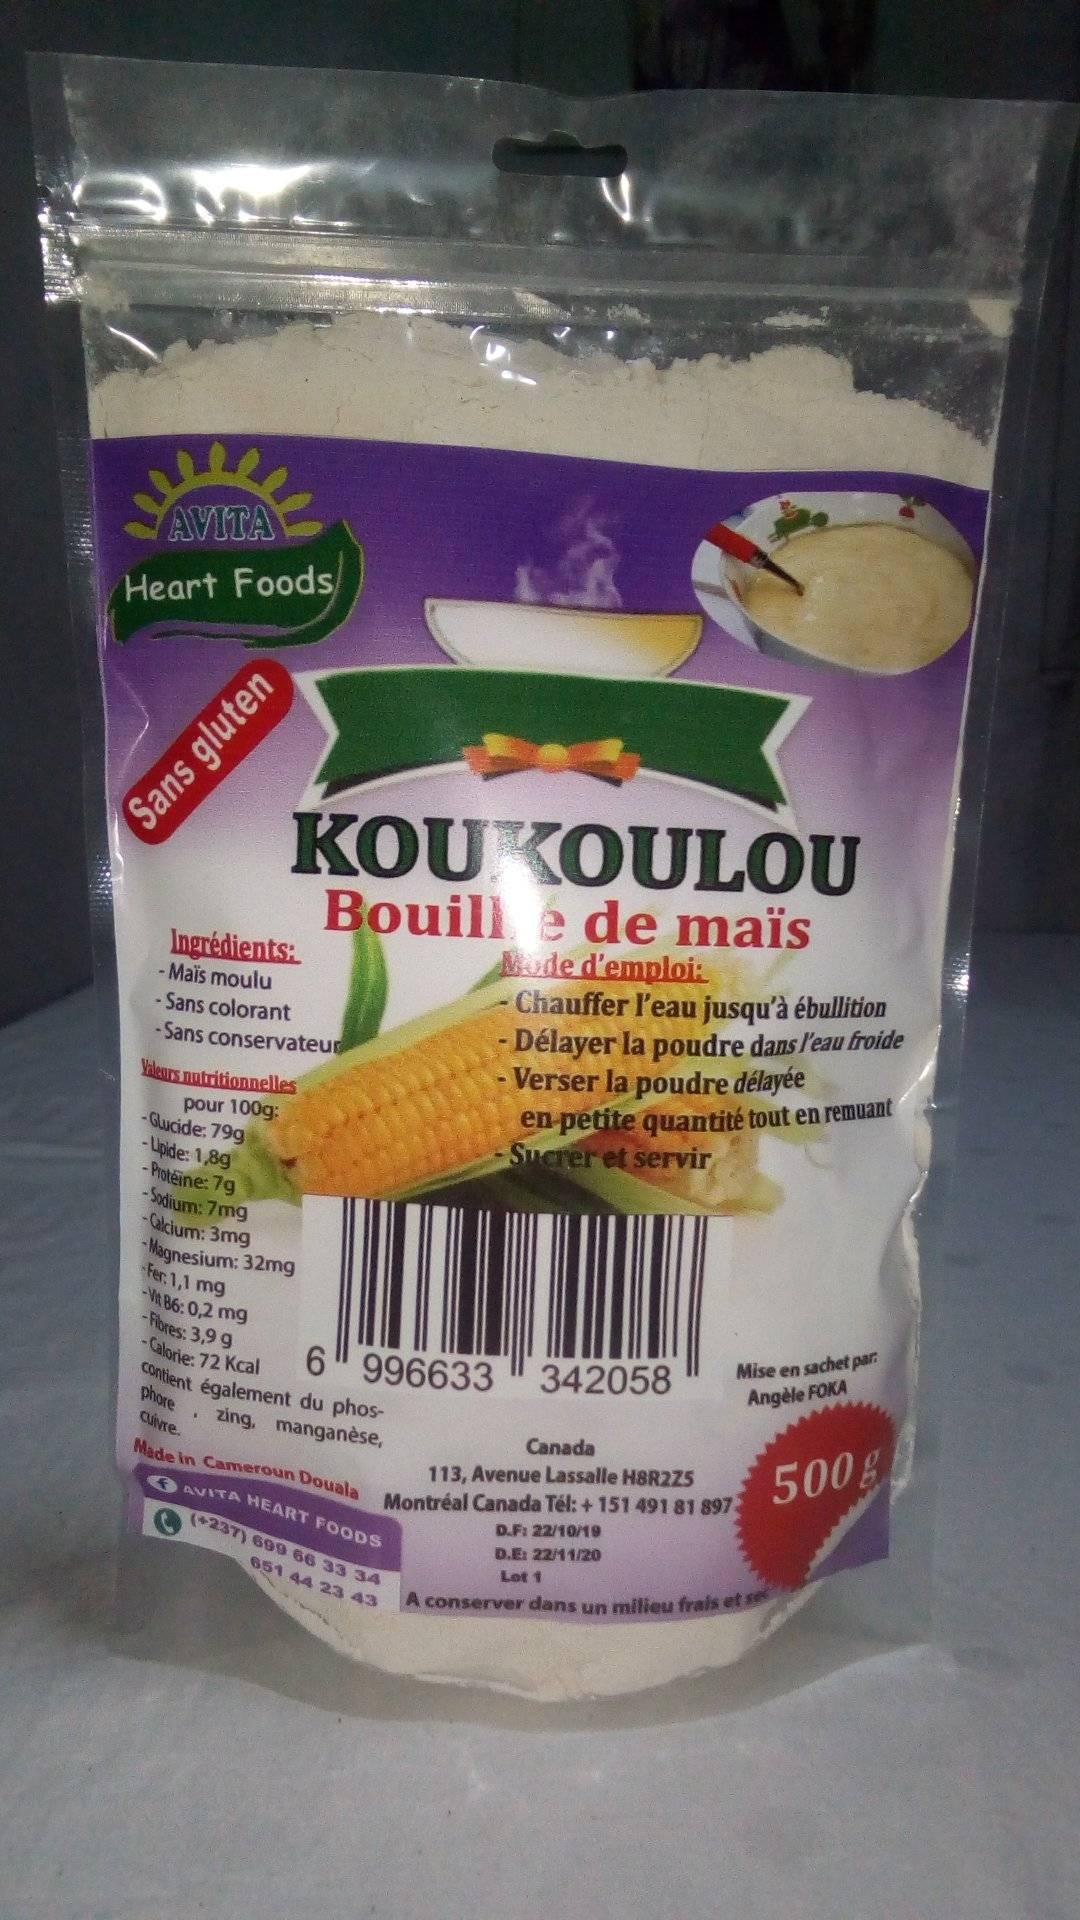 AVITA
Heart Foods
Sans gluten
KOUKOULOU
Bouillie de maïs
Ingrédients:
- Maïs moulu
- Sans colorant
- Sans conservateur
Valeurs nutritionnelles
pour 100g:
- Glucide: 79g
- Lipide: 1,8g
- Protéine: 7g
- Sodium: 7mg
- Calcium: 3mg
- Magnesium: 32mg
- Fer: 1,1 mg
- Vit B6: 0,2 mg
- Fibres: 3,9 g
- Calorie: 72 Kcal
contient également du phos-
phore , zing, manganèse,
cuivre.
Made in Cameroun Douala
AVITA HEART FOODS
(+237) 699 66 33 34
651 44 23 43
Mode d'emploi:
- Chauffer l'eau jusqu'à ébullition
- Délayer la poudre dans l'eau froide
- Verser la poudre délayée
en petite quantité tout en remuant
- Sucrer et servir
6 996633 342058
Mise en sachet par:
Angèle FOKA
500 g
Canada
113, Avenue Lassalle H8R2Z5
Montréal Canada Tél: + 151 491 81 897
D.F: 22/10/19
D.E: 22/11/20
Lot 1
A conserver dans un milieu frais et sec